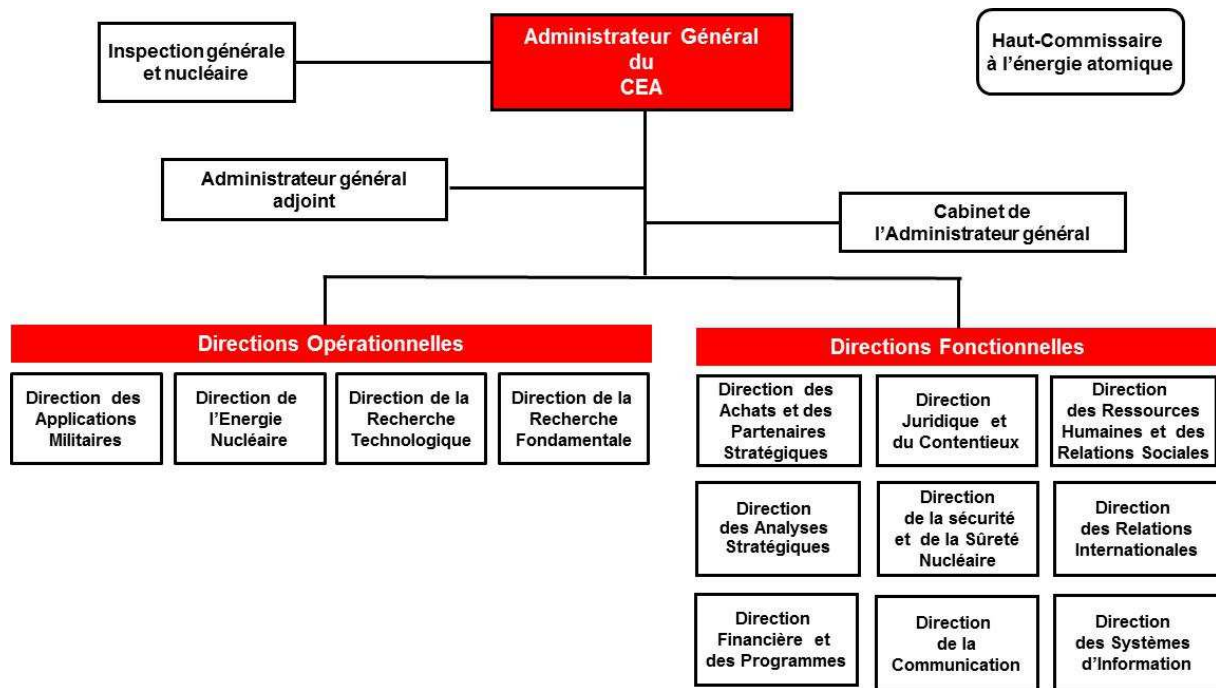 Inspection générale
et nucléaire
Administrateur Général
du
CEA
Haut-Commissaire
à l'énergie atomique
Administrateur général
adjoint
Cabinet de
l'Administrateur général
Directions Opérationnelles
Direction des
Applications
Militaires
Direction de
l'Energie
Nucléaire
Direction de la
Recherche
Technologique
Direction de la
Recherche
Fondamentale
Directions Fonctionnelles
Direction des
Achats et des
Partenaires
Stratégiques
Direction
Juridique et
du Contentieux
Direction
des Ressources
Humaines et des
Relations Sociales
Direction
des Analyses
Stratégiques
Direction
de la sécurité
et de la Sûreté
Nucléaire
Direction
des Relations
Internationales
Direction
Financière et
des Programmes
Direction
de la
Communication
Direction
des Systèmes
d'Information